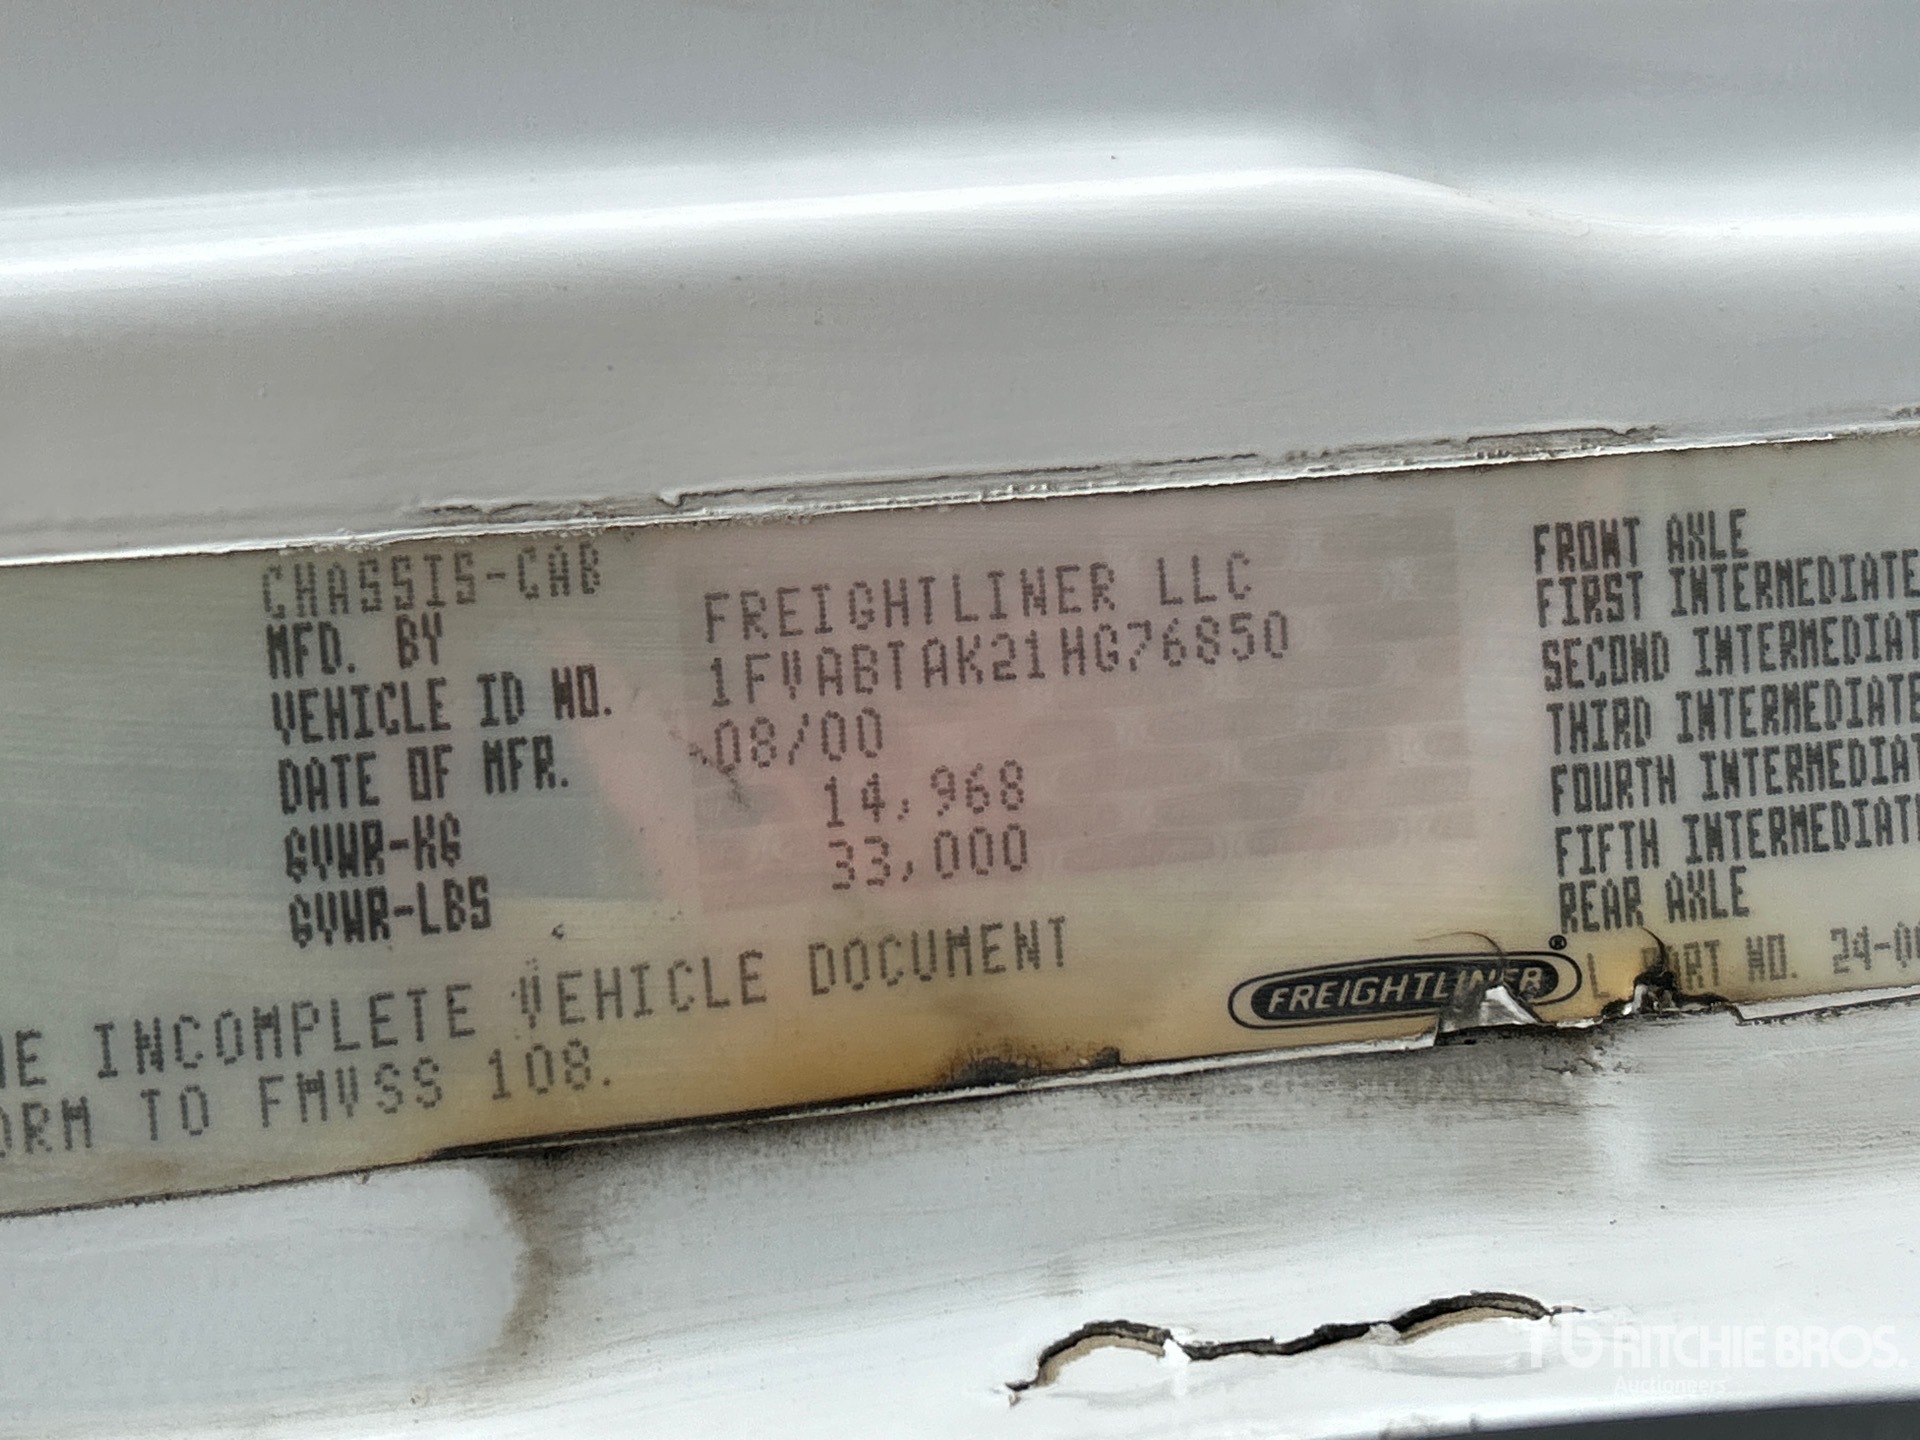 CHASSIS-CAB
MFD. BY FREIGHTLINER LLC
VEHICLE ID NO. 1FVABTAK21HG76850
DATE OF MFR. 08/00
GVWR-KG 14,968
GVWR-LBS 33,000
INCOMPLETE VEHICLE DOCUMENT
TO FMVSS 108.
FREIGHTLINER®
FRONT AXLE
FIRST INTERMEDIATE
SECOND INTERMEDIAT
THIRD INTERMEDIATE
FOURTH INTERMEDIAT
FIFTH INTERMEDIAT
REAR AXLE
PART NO. 24-0
RITCHIE BROS.
Auctioneers